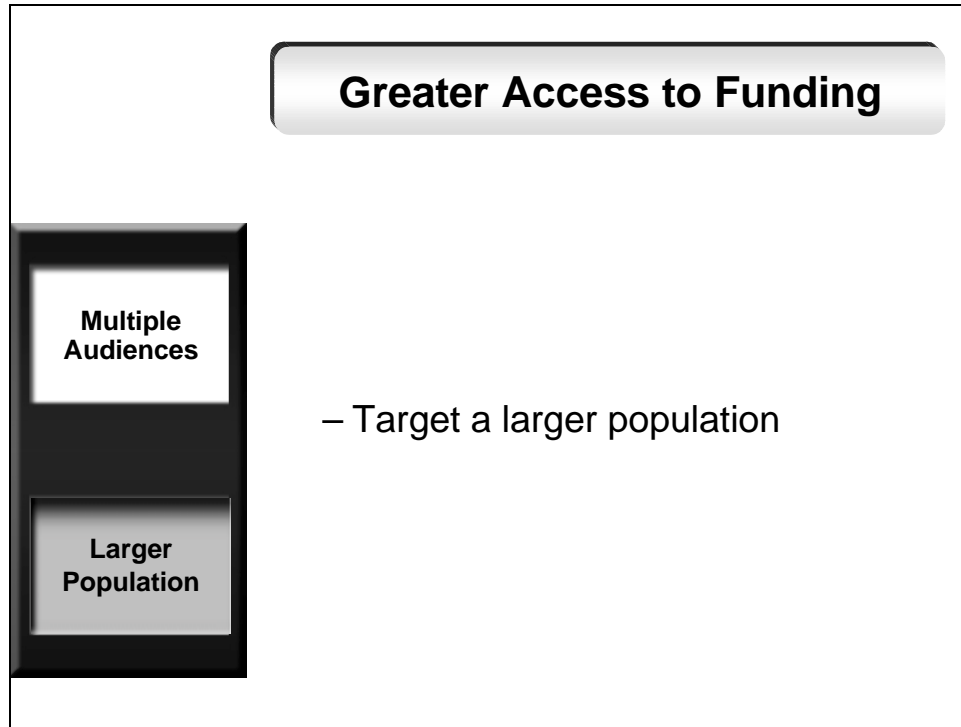 Greater Access to Funding
Multiple
Audiences
– Target a larger population
Larger
Population